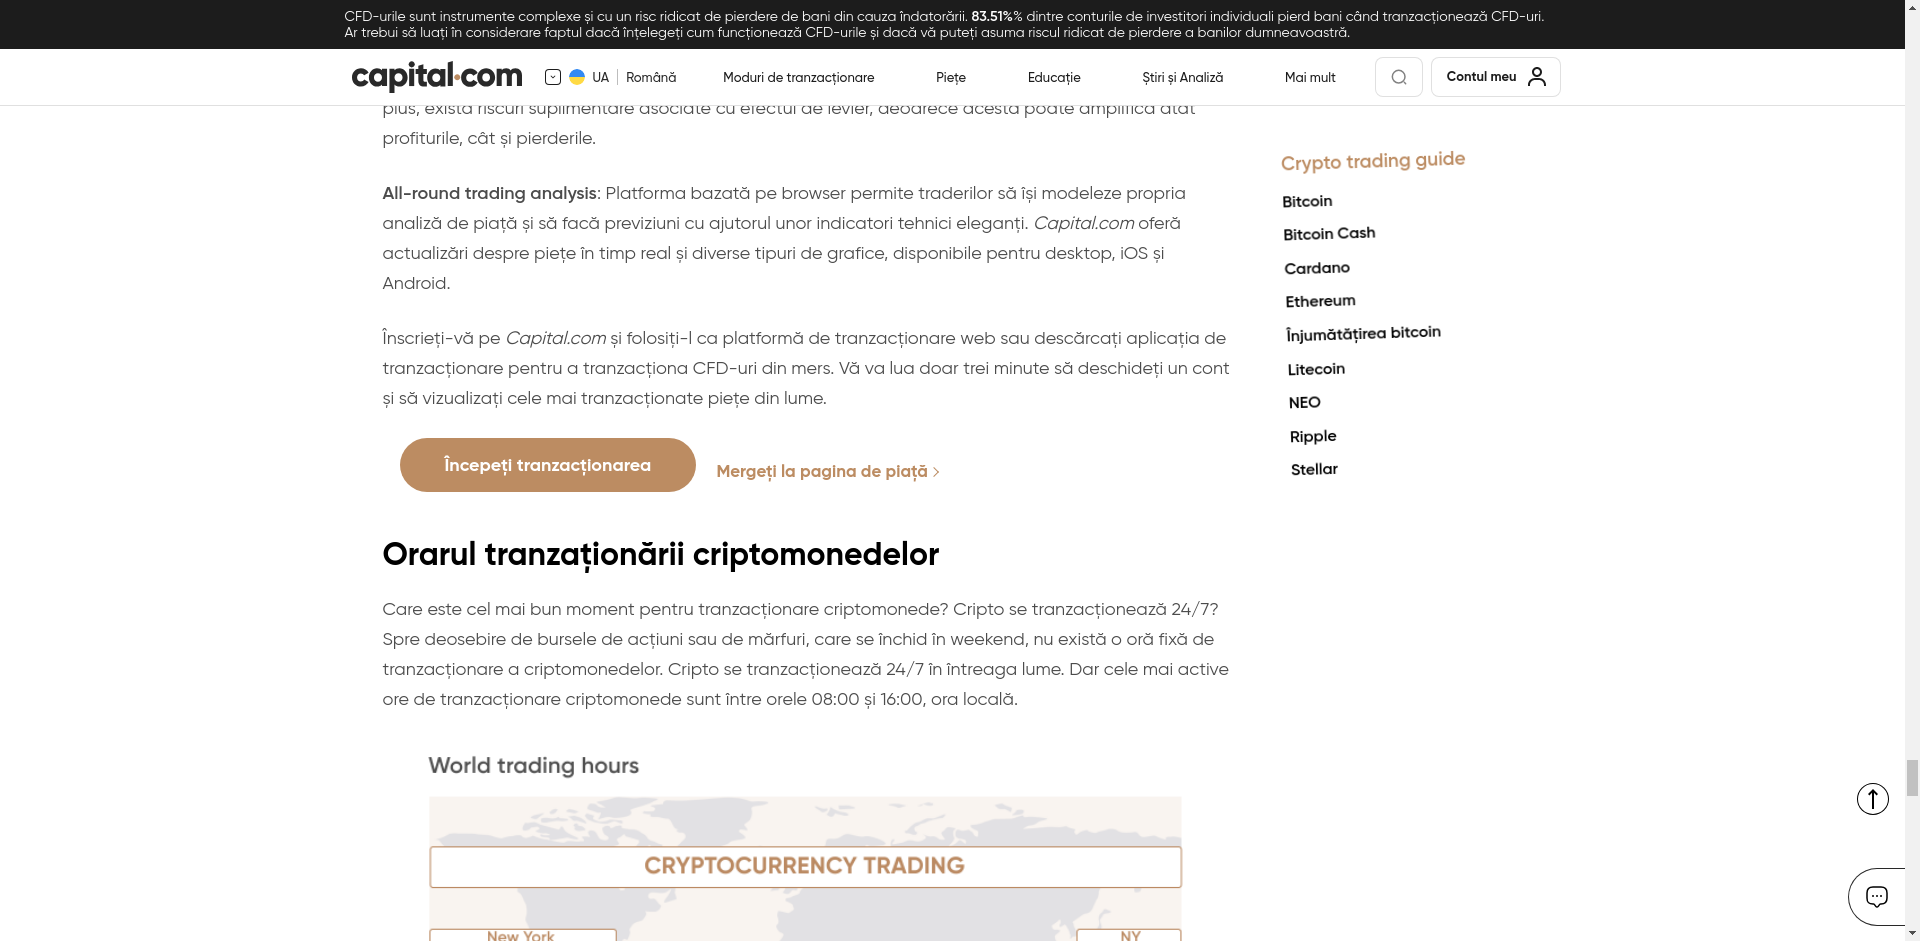 CFD-urile sunt instrumente complexe și cu un risc ridicat de pierdere de bani din cauza îndatorării. 83.51%% dintre conturile de investitori individuali pierd bani când tranzacționează CFD-uri.
Ar trebui să luați în considerare faptul dacă înțelegeți cum funcționează CFD-urile și dacă vă puteți asuma riscul ridicat de pierdere a banilor dumneavoastră.
capital.com
UA | Română
Moduri de tranzacționare
Piețe
Educație
Știri și Analiză
Mai mult
Contul meu
plus, există riscuri suplimentare asociate cu efectul de levier, deoarece acesta poate amplifica atât
profiturile, cât și pierderile.
All-round trading analysis: Platforma bazată pe browser permite traderilor să își modeleze propria
analiză de piață și să facă previziuni cu ajutorul unor indicatori tehnici eleganți. Capital.com oferă
actualizări despre piețe în timp real și diverse tipuri de grafice, disponibile pentru desktop, iOS și
Android.
Înscrieți-vă pe Capital.com și folosiți-l ca platformă de tranzacționare web sau descărcați aplicația de
tranzacționare pentru a tranzacționa CFD-uri din mers. Vă va lua doar trei minute să deschideți un cont
și să vizualizați cele mai tranzacționate piețe din lume.
Începeți tranzacționarea
Mergeți la pagina de piață
Orarul tranzaționării criptomonedelor
Care este cel mai bun moment pentru tranzacționare criptomonede? Cripto se tranzacționează 24/7?
Spre deosebire de bursele de acțiuni sau de mărfuri, care se închid în weekend, nu există o oră fixă de
tranzacționare a criptomonedelor. Cripto se tranzacționează 24/7 în întreaga lume. Dar cele mai active
ore de tranzacționare criptomonede sunt între orele 08:00 și 16:00, ora locală.
World trading hours
CRYPTOCURRENCY TRADING
New York
NY
Crypto trading guide
Bitcoin
Bitcoin Cash
Cardano
Ethereum
Înjumătățirea bitcoin
Litecoin
NEO
Ripple
Stellar